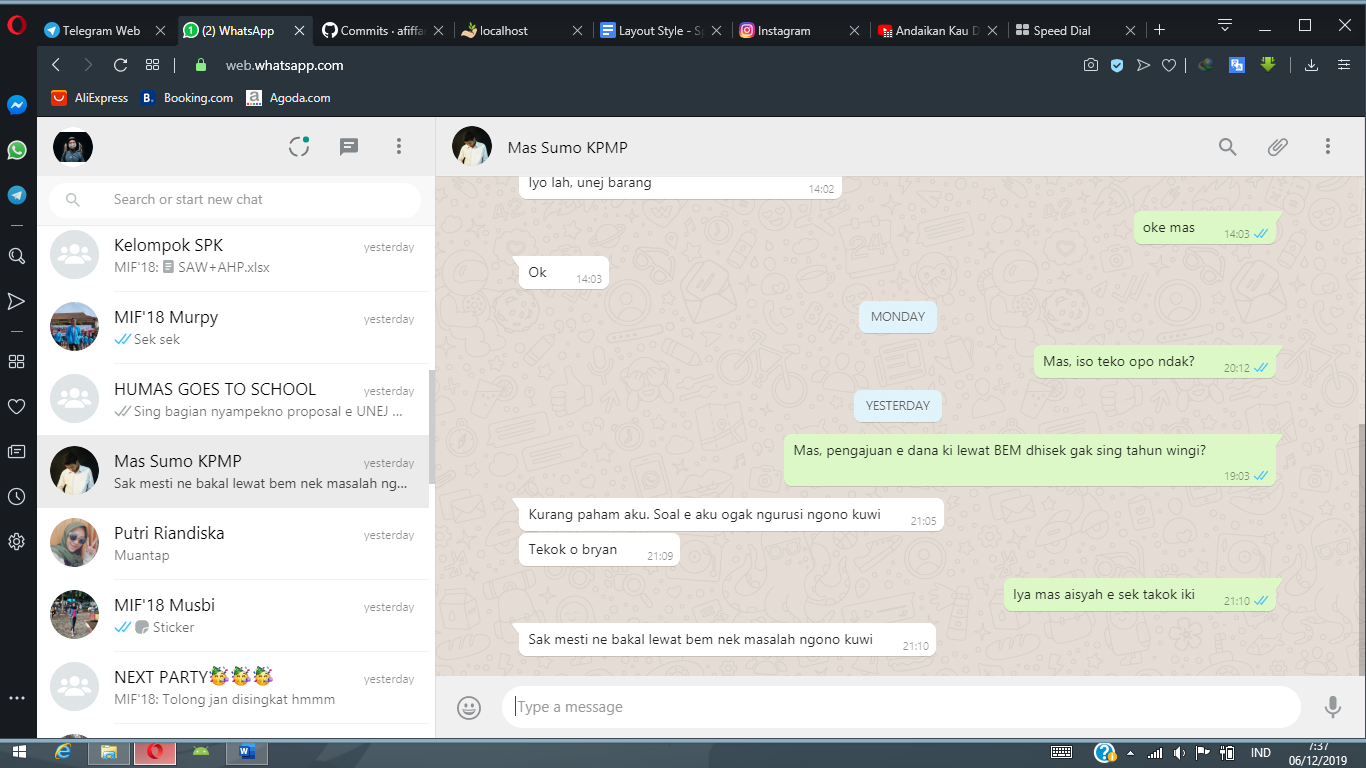 Telegram Web
(2) WhatsApp
Commits · afiffa
localhost
Layout Style - S
Instagram
Andaikan Kau D
Speed Dial
web.whatsapp.com
AliExpress
B. Booking.com
a Agoda.com
Mas Sumo KPMP
Search or start new chat
Kelompok SPK yesterday
MIF'18: SAW+AHP.xlsx
MIF'18 Murpy yesterday
Sek sek
HUMAS GOES TO SCHOOL yesterday
Sing bagian nyampekno proposal e UNEJ ...
Mas Sumo KPMP yesterday
Sak mesti ne bakal lewat bem nek masalah ng...
Putri Riandiska yesterday
Muantap
MIF'18 Musbi yesterday
Sticker
NEXT PARTY🥳🥳🥳 yesterday
MIF'18: Tolong jan disingkat hmmm
Iyo lah, unej barang 14:02
oke mas 14:03
Ok 14:03
MONDAY
Mas, iso teko opo ndak? 20:12
YESTERDAY
Mas, pengajuan e dana ki lewat BEM dhisek gak sing tahun wingi? 19:03
Kurang paham aku. Soal e aku ogak ngurusi ngono kuwi 21:05
Tekok o bryan 21:09
Iya mas aisyah e sek takok iki 21:10
Sak mesti ne bakal lewat bem nek masalah ngono kuwi 21:10
Type a message
IND
7:37
06/12/2019